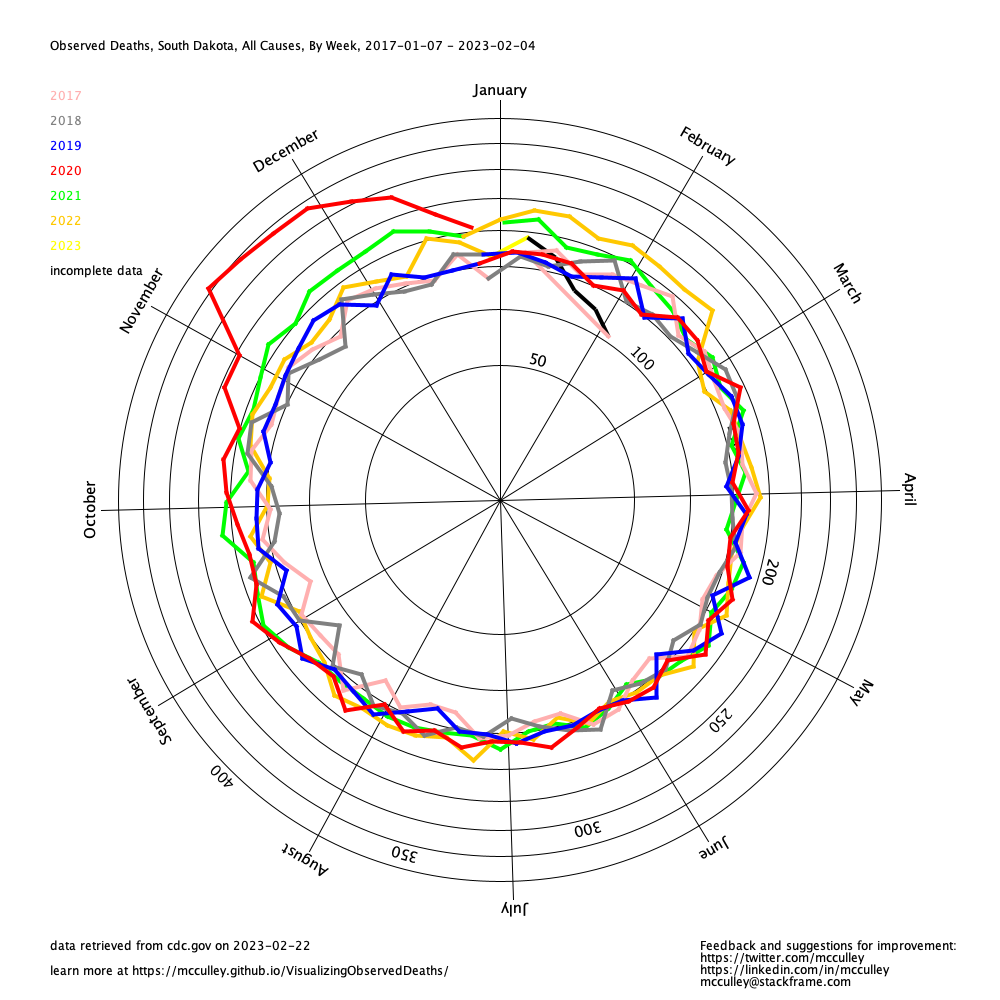 Observed Deaths, South Dakota, All Causes, By Week, 2017-01-07 - 2023-02-04
January
2017
2018
2019
2020
2021
2022
2023
incomplete data
December
February
November
March
50
100
October
April
200
September
May
250
400
300
350
August
June
July
data retrieved from cdc.gov on 2023-02-22
learn more at https://mcculley.github.io/VisualizingObservedDeaths/
Feedback and suggestions for improvement:
https://twitter.com/mcculley
https://linkedin.com/in/mcculley
mcculley@stackframe.com